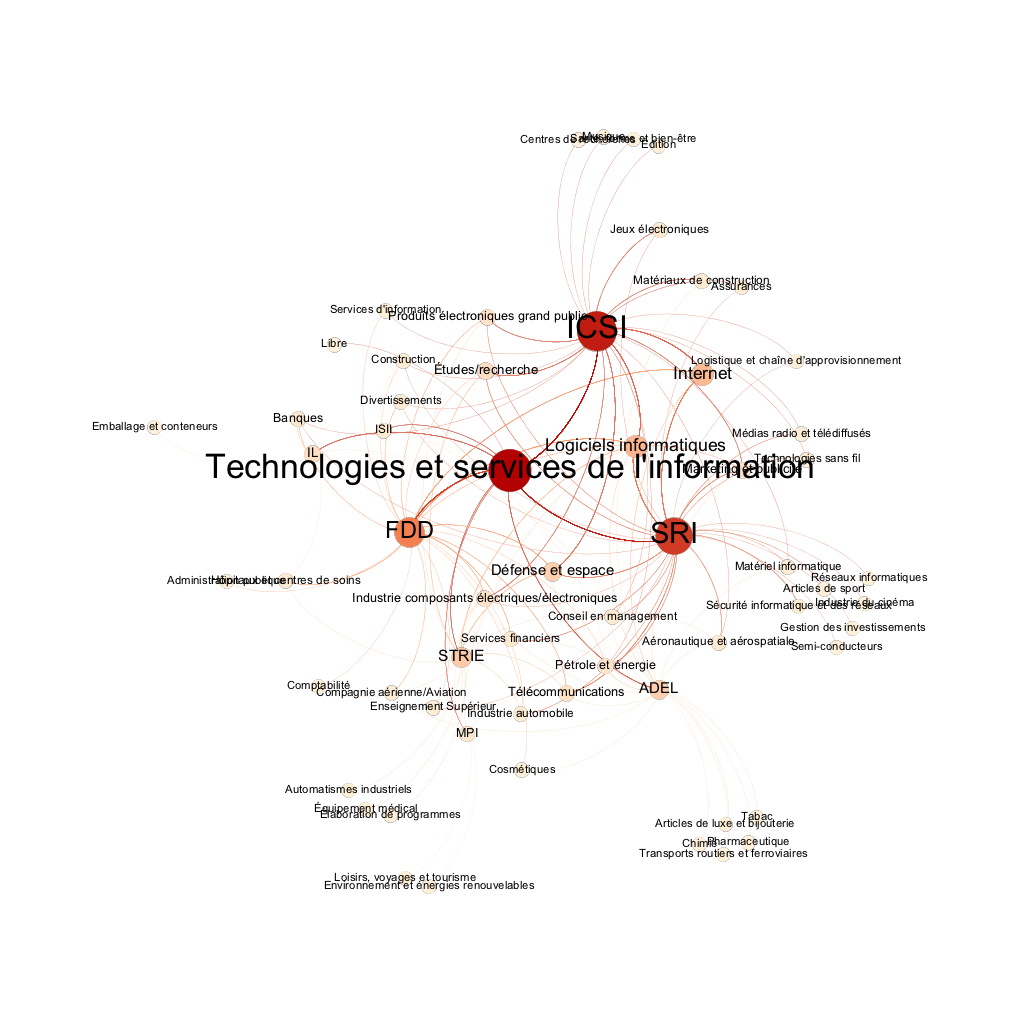 Musique
Centres de recherches
Santé, forme et bien-être
Édition
Jeux électroniques
Matériaux de construction
Assurances
Services d'information
Produits électroniques grand public
ICSI
Libre
Construction
Études/recherche
Logistique et chaîne d'approvisionnement
Internet
Divertissements
Banques
Emballage et conteneurs
ISII
Médias radio et télédiffusés
Logiciels informatiques
IL
Technologies sans fil
Technologies et services de l'information
Marketing et publicité
FDD
SRI
Matériel informatique
Défense et espace
Réseaux informatiques
Administration publique
Hôpitaux et centres de soins
Articles de sport
Industrie composants électriques/électroniques
Industrie du cinéma
Sécurité informatique et des réseaux
Conseil en management
Gestion des investissements
Services financiers
Aéronautique et aérospatiale
Semi-conducteurs
STRIE
Pétrole et énergie
Comptabilité
ADEL
Compagnie aérienne/Aviation
Télécommunications
Enseignement Supérieur
Industrie automobile
MPI
Cosmétiques
Automatismes industriels
Équipement médical
Élaboration de programmes
Tabac
Articles de luxe et bijouterie
Chimie
Pharmaceutique
Transports routiers et ferroviaires
Loisirs, voyages et tourisme
Environnement et énergies renouvelables